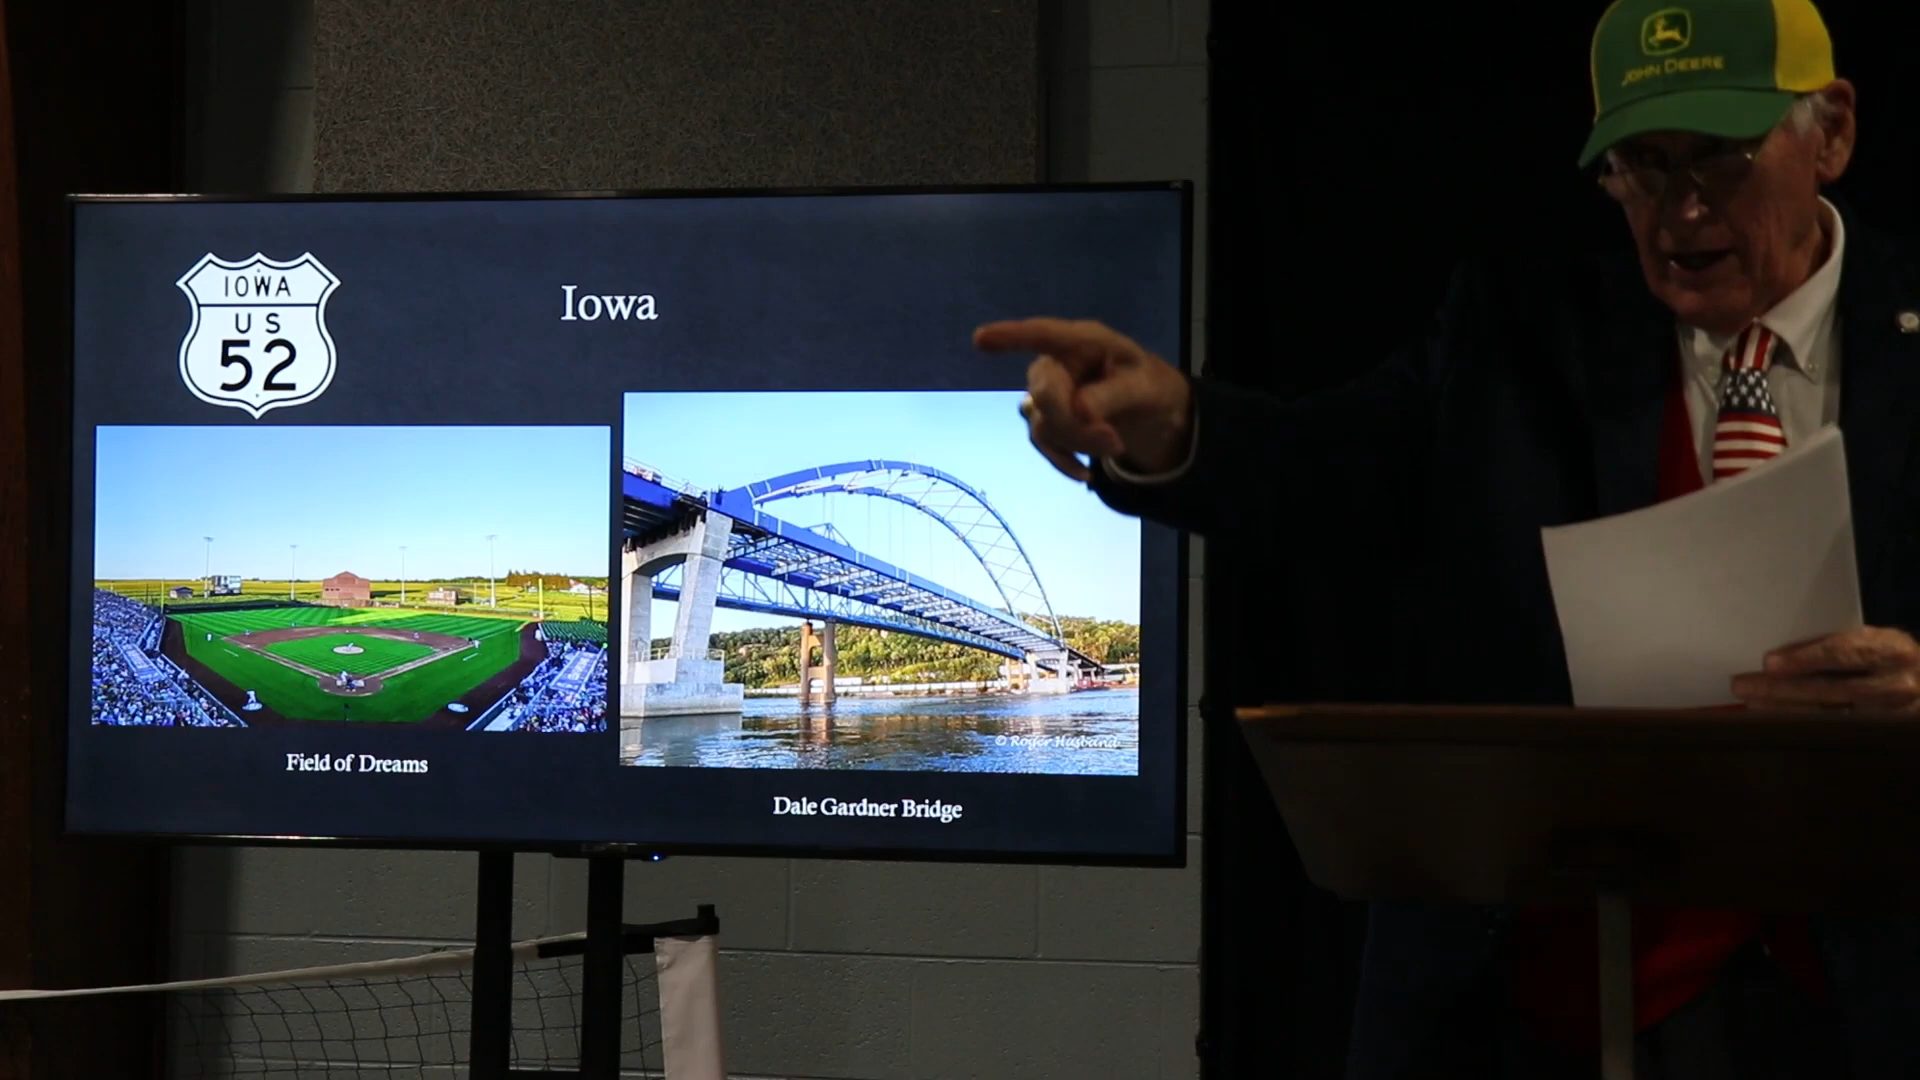 JOHN DEERE
IOWA
US
52
Iowa
© Roger Husband
Field of Dreams
Dale Gardner Bridge